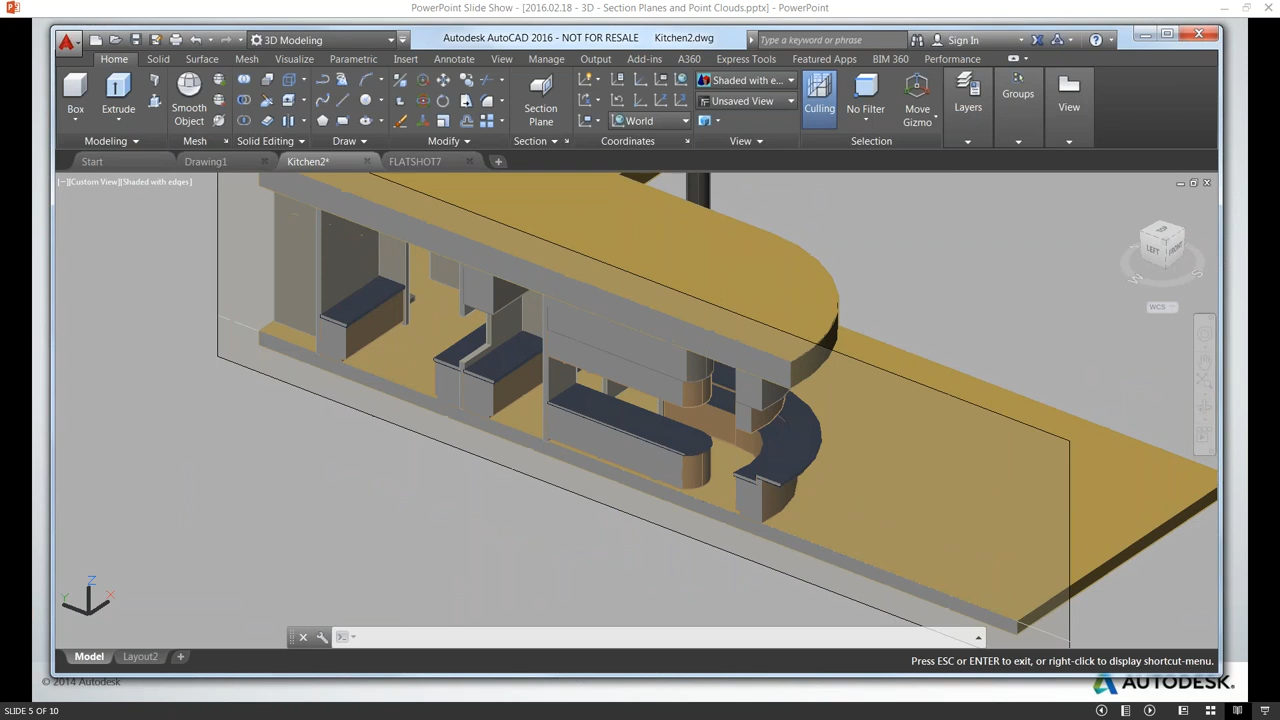 PowerPoint Slide Show - [2016.02.18 - 3D - Section Planes and Point Clouds.pptx] - PowerPoint
3D Modeling
Autodesk AutoCAD 2016 - NOT FOR RESALE Kitchen2.dwg
Type a keyword or phrase
Sign In
Home Solid Surface Mesh Visualize Parametric Insert Annotate View Manage Output Add-ins A360 Express Tools Featured Apps BIM 360 Performance
Box
Extrude
Smooth Object
Section Plane
World
Shaded with e...
Unsaved View
Culling
No Filter
Move Gizmo
Layers
Groups
View
Modeling Mesh Solid Editing Draw Modify Section Coordinates View Selection
Start Drawing1 Kitchen2* FLATSHOT7
[−][Custom View][Shaded with edges]
TOP
LEFT
FRONT
W
S
WCS
Z
Y
X
Model Layout2
Press ESC or ENTER to exit, or right-click to display shortcut-menu.
© 2014 Autodesk
AUTODESK.
SLIDE 5 OF 10